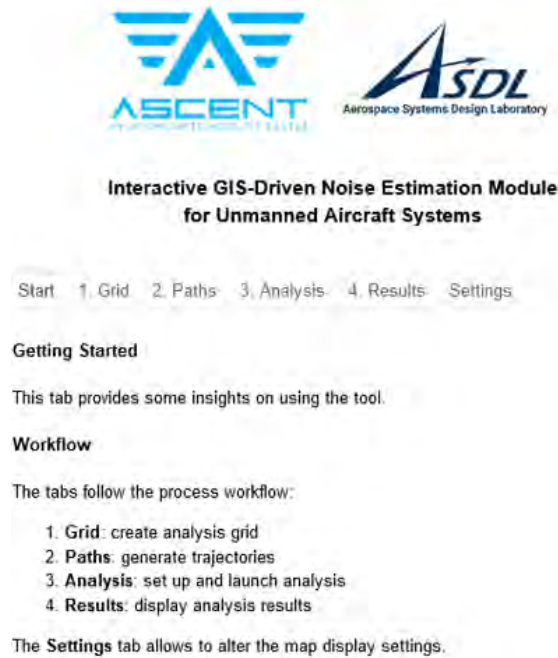 ASCENT
ASDL
Aerospace Systems Design Laboratory
Interactive GIS-Driven Noise Estimation Module
for Unmanned Aircraft Systems
Start 1. Grid 2. Paths 3. Analysis 4. Results Settings
Getting Started
This tab provides some insights on using the tool.
Workflow
The tabs follow the process workflow:
1. Grid: create analysis grid
2. Paths: generate trajectories
3. Analysis: set up and launch analysis
4. Results: display analysis results
The Settings tab allows to alter the map display settings.